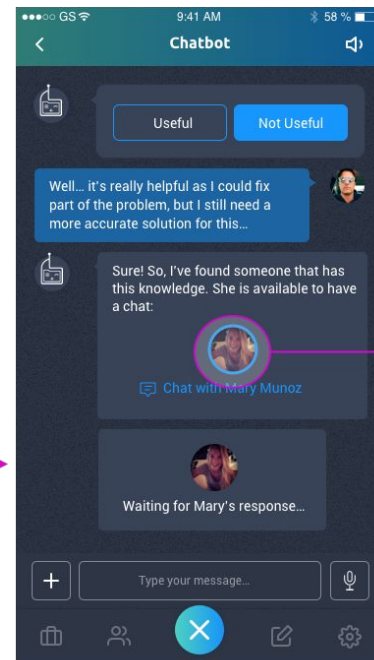 GS 9:41 AM 58 %
Chatbot
Useful Not Useful
Well... it's really helpful as I could fix
part of the problem, but I still need a
more accurate solution for this...
Sure! So, I've found someone that has
this knowledge. She is available to have
a chat:
Chat with Mary Munoz
Waiting for Mary's response...
Type your message...